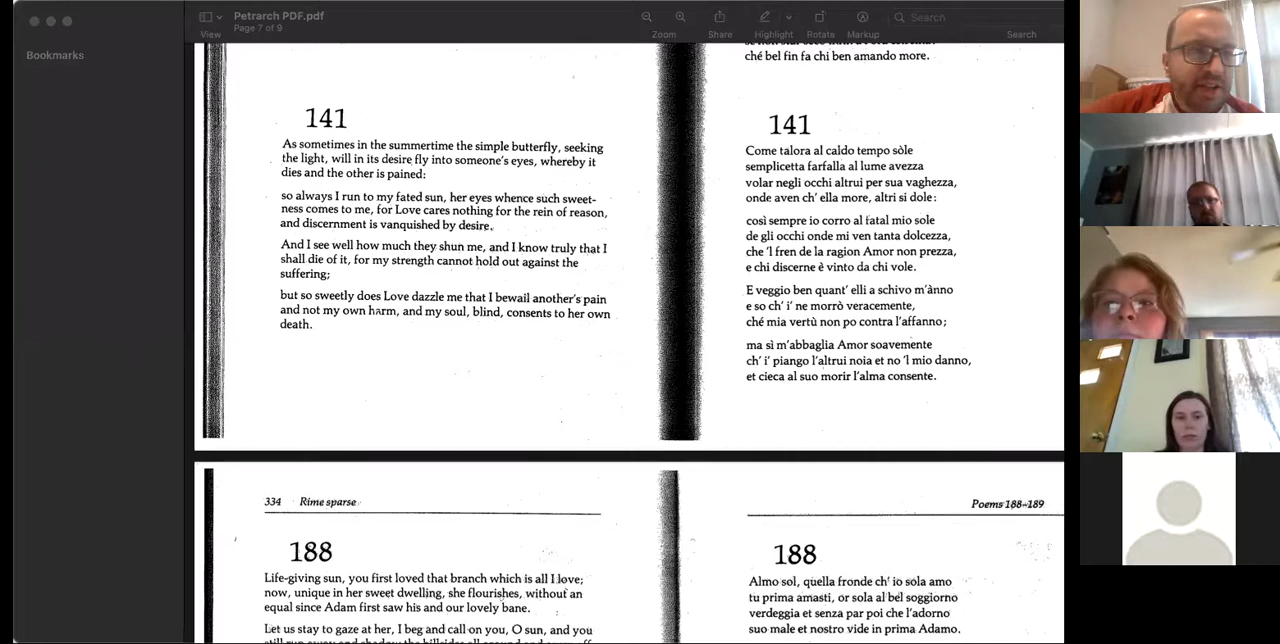 Petrarch PDF.pdf
Page 7 of 9
View
Zoom
Share
Highlight
Rotate
Markup
Search
Search
Bookmarks
141
As sometimes in the summertime the simple butterfly, seeking
the light, will in its desire fly into someone's eyes, whereby it
dies and the other is pained:
so always I run to my fated sun, her eyes whence such sweet-
ness comes to me, for Love cares nothing for the rein of reason,
and discernment is vanquished by desire.
And I see well how much they shun me, and I know truly that I
shall die of it, for my strength cannot hold out against the
suffering;
but so sweetly does Love dazzle me that I bewail another's pain
and not my own harm, and my soul, blind, consents to her own
death.
ché bel fin fa chi ben amando more.
141
Come talora al caldo tempo sòle
semplicetta farfalla al lume avezza
volar negli occhi altrui per sua vaghezza,
onde aven ch' ella more, altri si dole:
così sempre io corro al fatal mio sole
de gli occhi onde mi ven tanta dolcezza,
che 'l fren de la ragion Amor non prezza,
e chi discerne è vinto da chi vole.
E veggio ben quant' elli a schivo m'ànno
e so ch' i' ne morrò veracemente,
ché mia vertù non po contra l'affanno;
ma sì m'abbaglia Amor soavemente
ch' i' piango l'altrui noia et no 'l mio danno,
et cieca al suo morir l'alma consente.
334 Rime sparse
188
Life-giving sun, you first loved that branch which is all I love;
now, unique in her sweet dwelling, she flourishes, without an
equal since Adam first saw his and our lovely bane.
Let us stay to gaze at her, I beg and call on you, O sun, and you
Poems 188-189
188
Almo sol, quella fronde ch' io sola amo
tu prima amasti, or sola al bel soggiorno
verdeggia et senza par poi che l'adorno
suo male et nostro vide in prima Adamo.